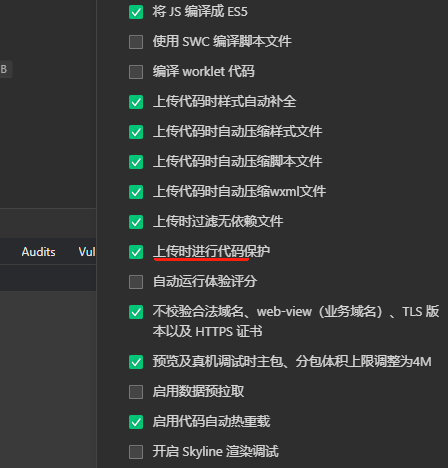 将 JS 编译成 ES5
使用 SWC 编译脚本文件
B
编译 worklet 代码
上传代码时样式自动补全
上传代码时自动压缩样式文件
上传代码时自动压缩脚本文件
上传代码时自动压缩wxml文件
上传时过滤无依赖文件
Audits
Vul
上传时进行代码保护
自动运行体验评分
不校验合法域名、web-view（业务域名）、TLS 版
本以及 HTTPS 证书
预览及真机调试时主包、分包体积上限调整为4M
启用数据预拉取
启用代码自动热重载
开启 Skyline 渲染调试